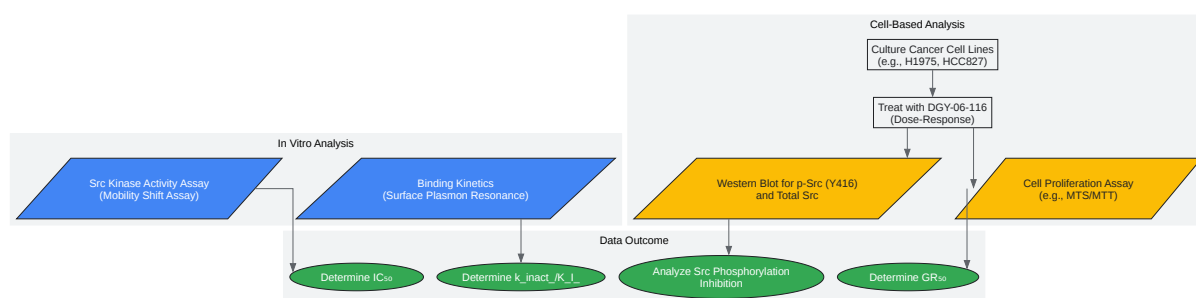 Cell-Based Analysis
Culture Cancer Cell Lines
(e.g., H1975, HCC827)
Treat with DGY-06-116
(Dose-Response)
In Vitro Analysis
Src Kinase Activity Assay
(Mobility Shift Assay)
Binding Kinetics
(Surface Plasmon Resonance)
Western Blot for p-Src (Y416)
and Total Src
Cell Proliferation Assay
(e.g., MTS/MTT)
Data Outcome
Determine IC₅₀
Determine k_inact_/K_I_
Analyze Src Phosphorylation
Inhibition
Determine GR₅₀